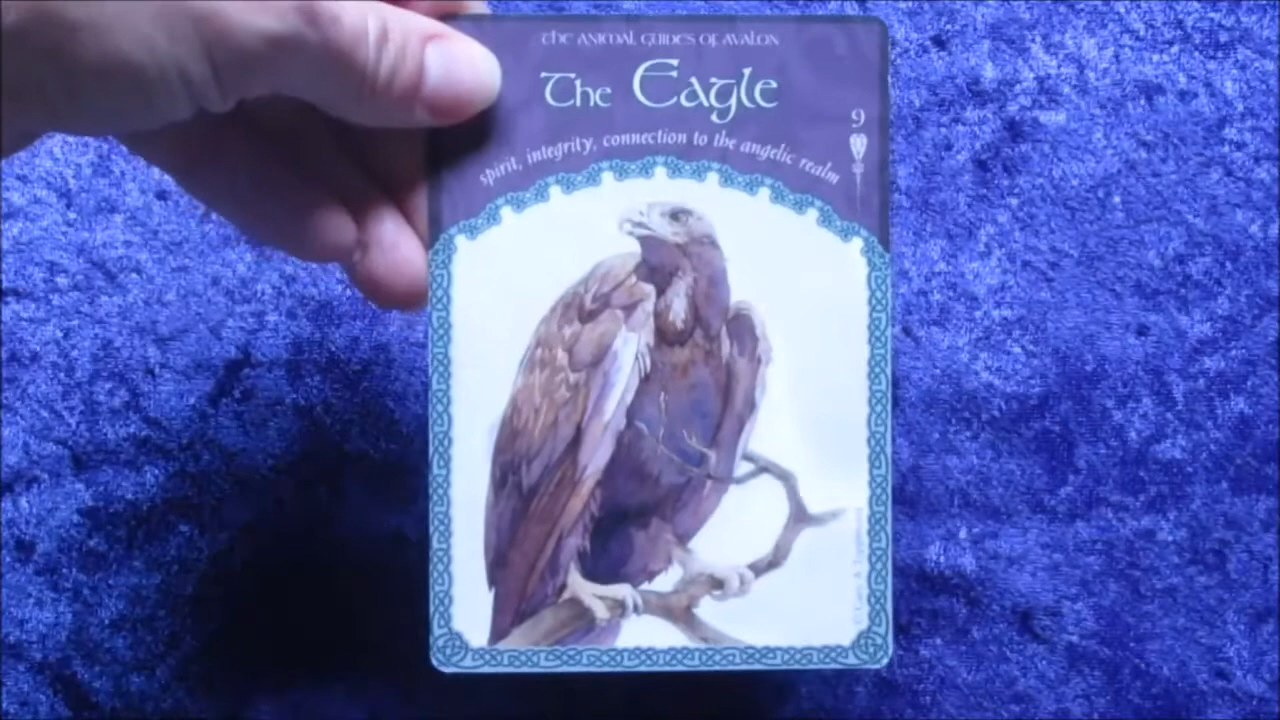 THE ANIMAL GUIDES OF AVALON
The Eagle
9
spirit, integrity, connection to the angelic realm